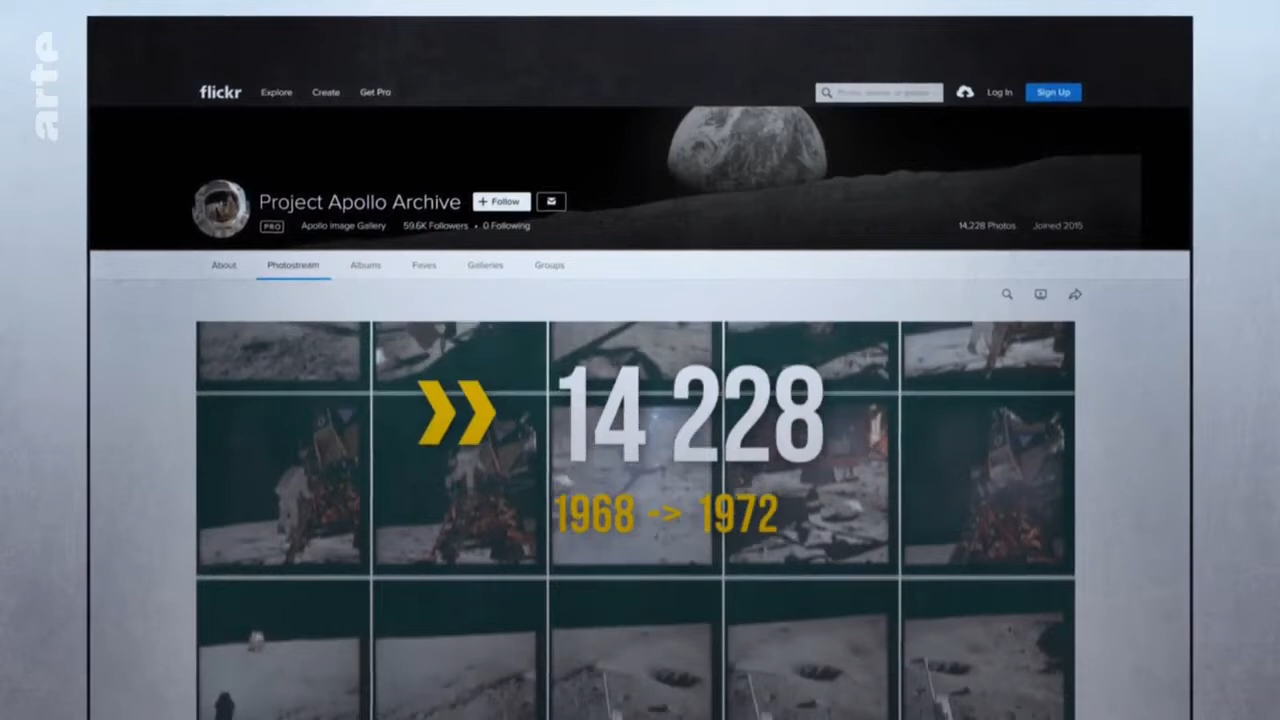 arte
flickr Explore Create Get Pro Log In Sign Up
Project Apollo Archive + Follow
PRO Apollo Image Gallery 59.6K Followers • 0 Following 14,228 Photos Joined 2015
About Photostream Albums Faves Galleries Groups
14 228
1968 -> 1972